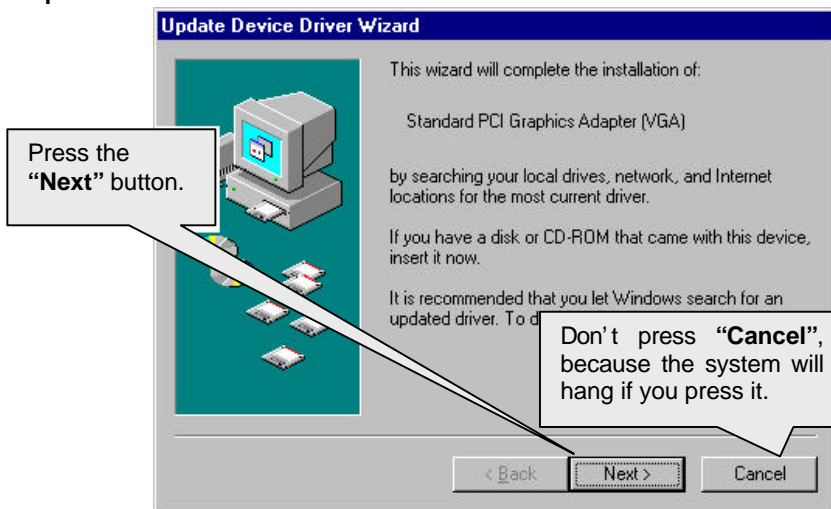 Update Device Driver Wizard
This wizard will complete the installation of:
Standard PCI Graphics Adapter (VGA)
Press the
“Next” button.
by searching your local drives, network, and Internet
locations for the most current driver.
If you have a disk or CD-ROM that came with this device,
insert it now.
It is recommended that you let Windows search for an
updated driver. To d
Don't press “Cancel”,
because the system will
hang if you press it.
< Back
Next >
Cancel